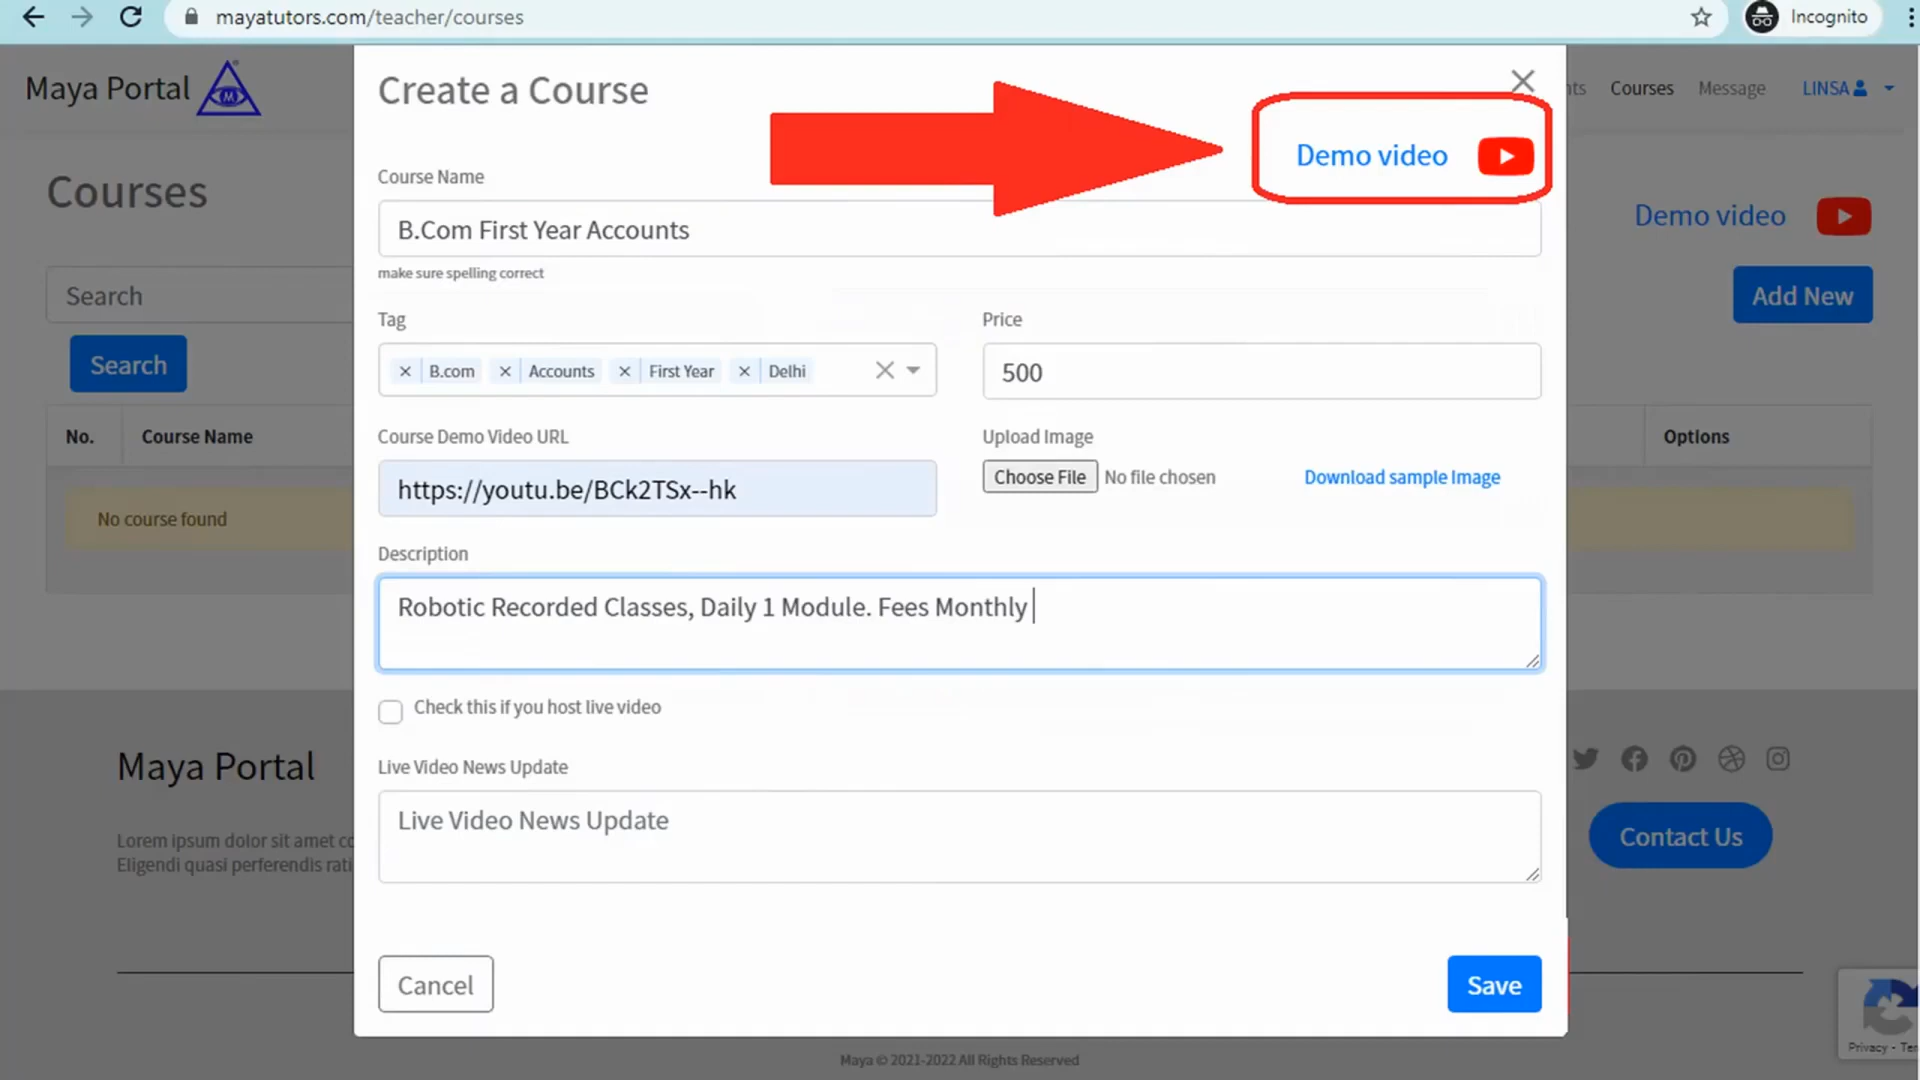 mayatutors.com/teacher/courses
Incognito
Maya Portal
M
Create a Course
Courses
Message
LINSA
Demo video
Courses
Course Name
B.Com First Year Accounts
make sure spelling correct
Demo video
Search
Add New
Search
Tag
Price
B.com
Accounts
First Year
Delhi
500
No.
Course Name
Options
Course Demo Video URL
Upload Image
https://youtu.be/BCk2TSx--hk
Choose File No file chosen
Download sample Image
No course found
Description
Robotic Recorded Classes, Daily 1 Module. Fees Monthly
Check this if you host live video
Live Video News Update
Live Video News Update
Maya Portal
Lorem ipsum dolor sit amet
Eligendi quasi perferendis
Contact Us
Cancel
Save
Privacy -
Maya © 2021-2022 All Rights Reserved